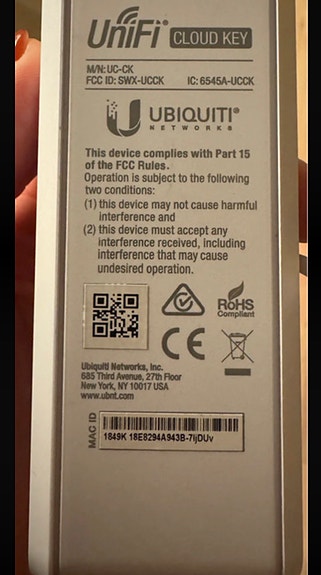 UniFi® CLOUD KEY
M/N: UC-CK
FCC ID: SWX-UCCK IC: 6545A-UCCK
UBIQUITI®
NETWORKS
This device complies with Part 15
of the FCC Rules.
Operation is subject to the following
two conditions:
(1) this device may not cause harmful
interference and
(2) this device must accept any
interference received, including
interference that may cause
undesired operation.
RoHS
Compliant
CE
Ubiquiti Networks, Inc.
685 Third Avenue, 27th Floor
New York, NY 10017 USA
www.ubnt.com
MAC ID
1849K 18E8294A943B-7IjDUv